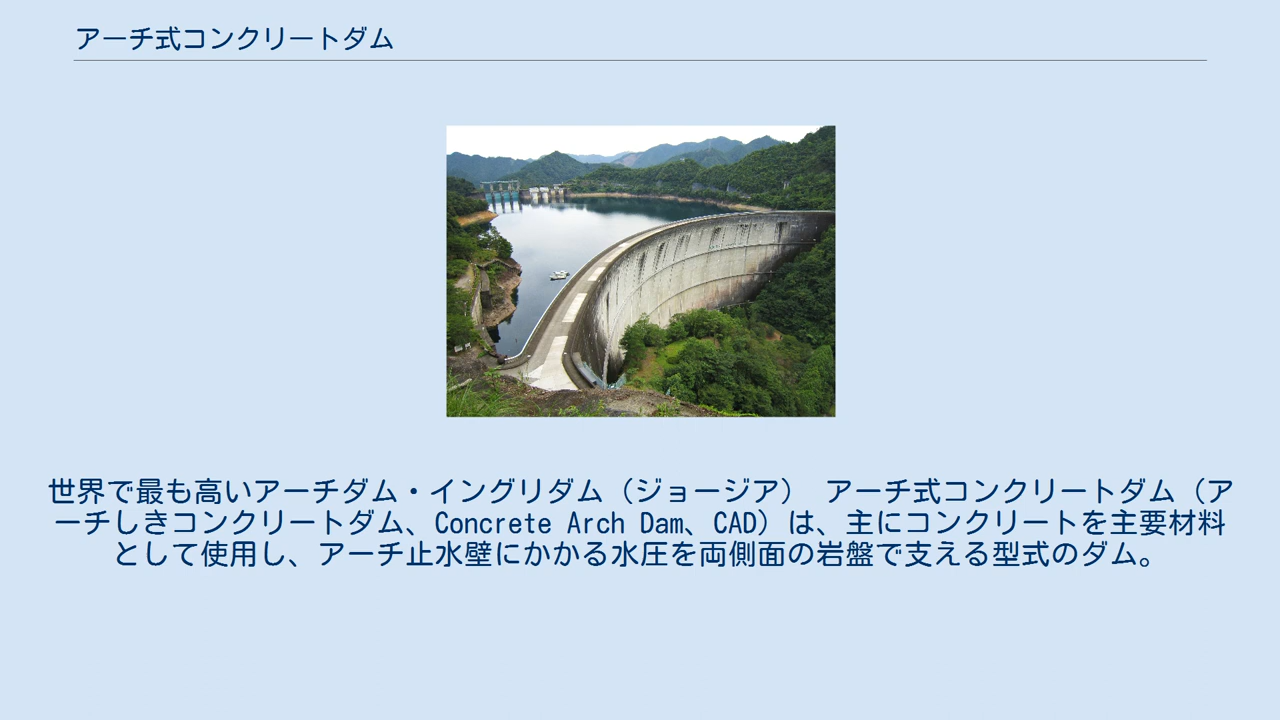 アーチ式コンクリートダム
世界で最も高いアーチダム・イングリダム（ジョージア） アーチ式コンクリートダム（ア
ーチしきコンクリートダム、Concrete Arch Dam、CAD）は、主にコンクリートを主要材料
として使用し、アーチ止水壁にかかる水圧を両側面の岩盤で支える型式のダム。